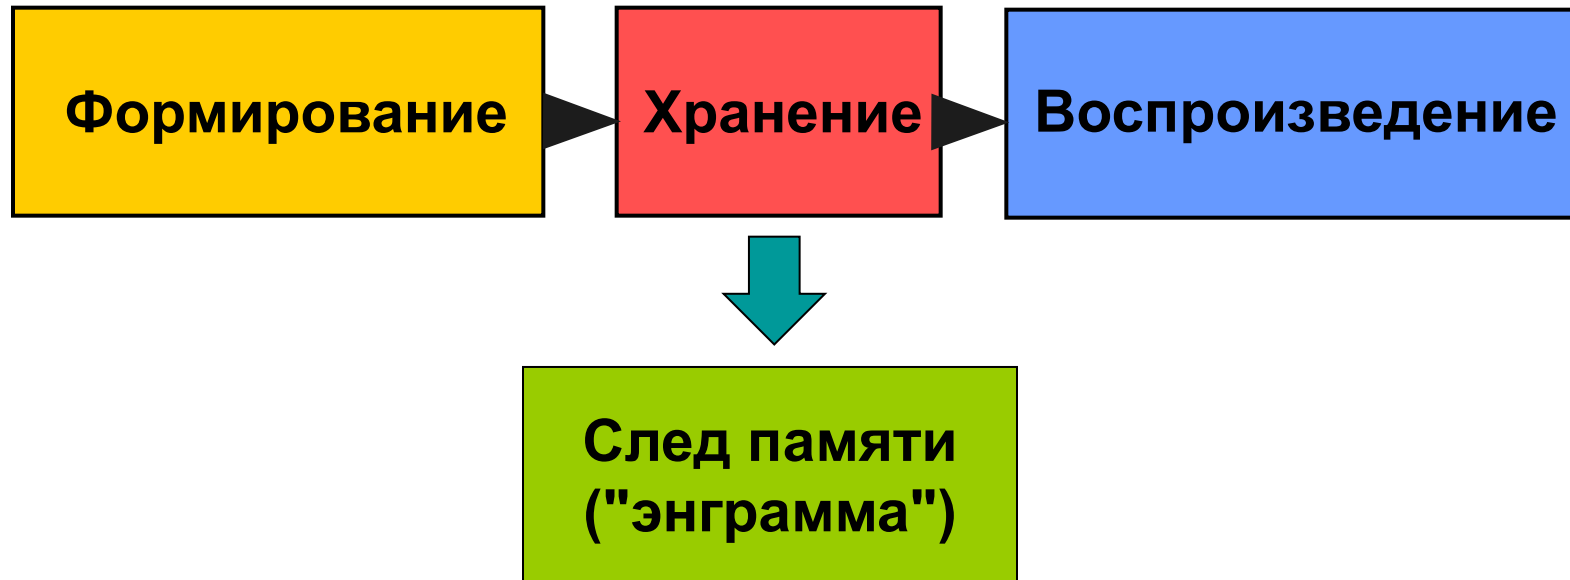 Формирование
Хранение
Воспроизведение
След памяти
("энграмма")